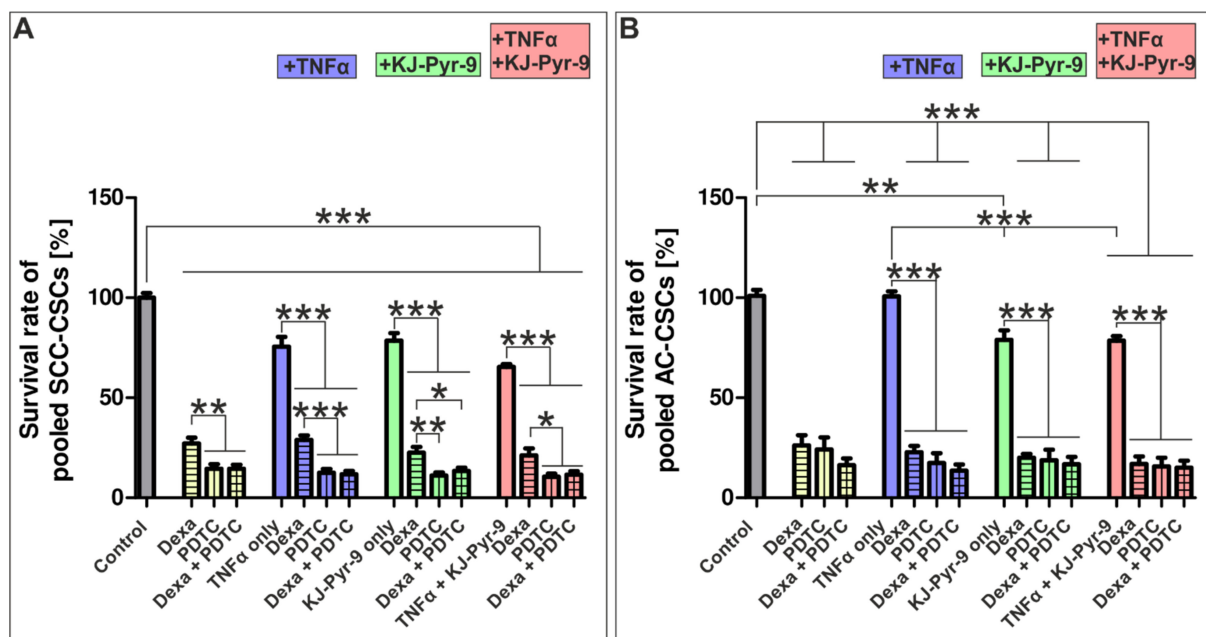 A
+TNFα
+KJ-Pyr-9
+TNFα
+KJ-Pyr-9
Survival rate of
pooled SCC-CSCs [%]
150
100
50
0
***
***
***
***
**
***
*
**
*
Control
Dexa
PDTC
Dexa + PDTC
TNFα only
Dexa
PDTC
Dexa + PDTC
KJ-Pyr-9 only
Dexa
PDTC
Dexa + PDTC
TNFα + KJ-Pyr-9
Dexa
PDTC
Dexa + PDTC
B
+TNFα
+KJ-Pyr-9
+TNFα
+KJ-Pyr-9
Survival rate of
pooled AC-CSCs [%]
150
100
50
0
***
**
***
***
***
***
Control
Dexa
PDTC
Dexa + PDTC
TNFα only
Dexa
PDTC
Dexa + PDTC
KJ-Pyr-9 only
Dexa
PDTC
Dexa + PDTC
TNFα + KJ-Pyr-9
Dexa
PDTC
Dexa + PDTC